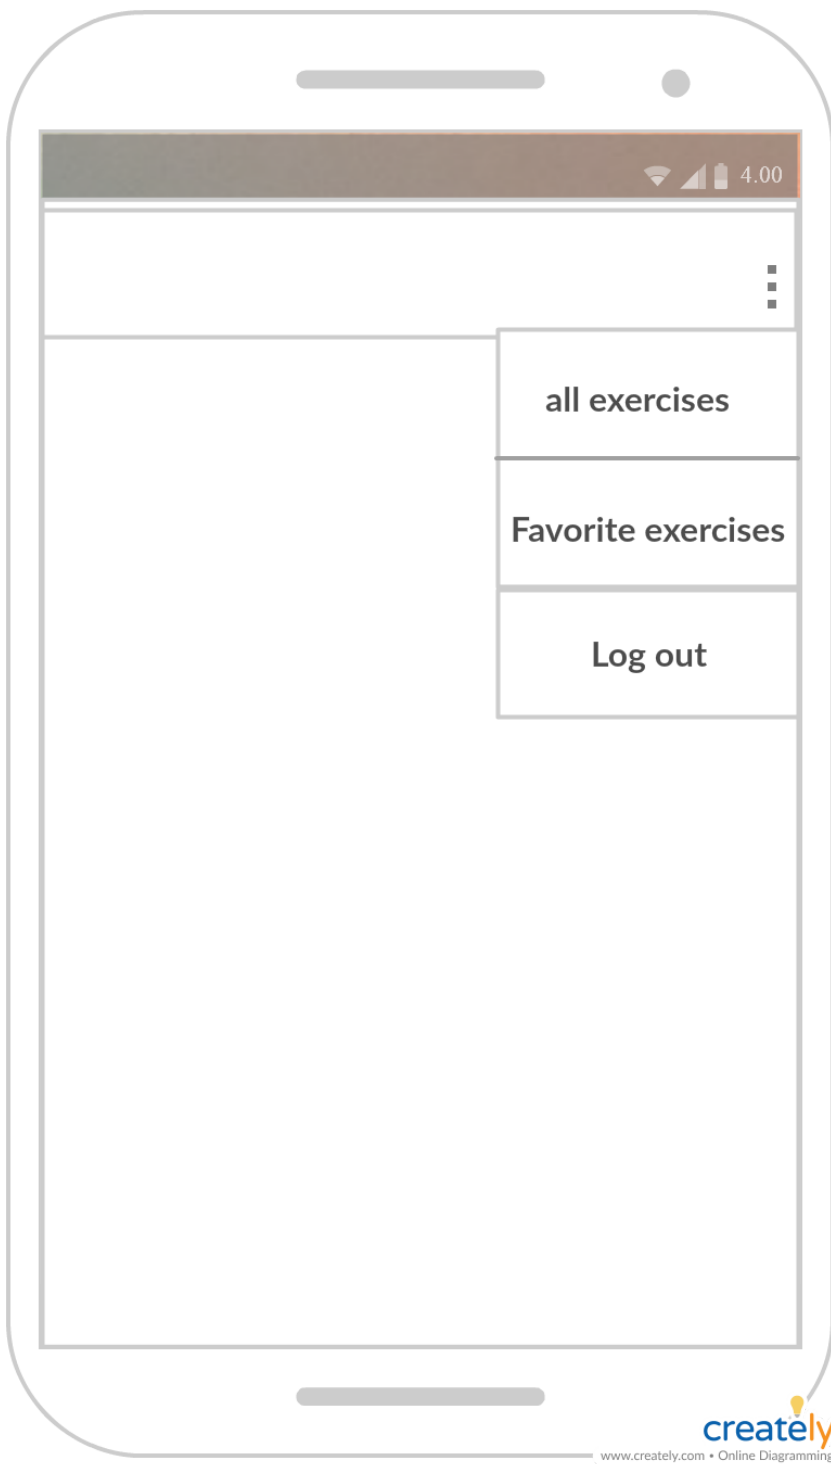 4.00
all exercises
Favorite exercises
Log out
creately
www.creately.com • Online Diagramming